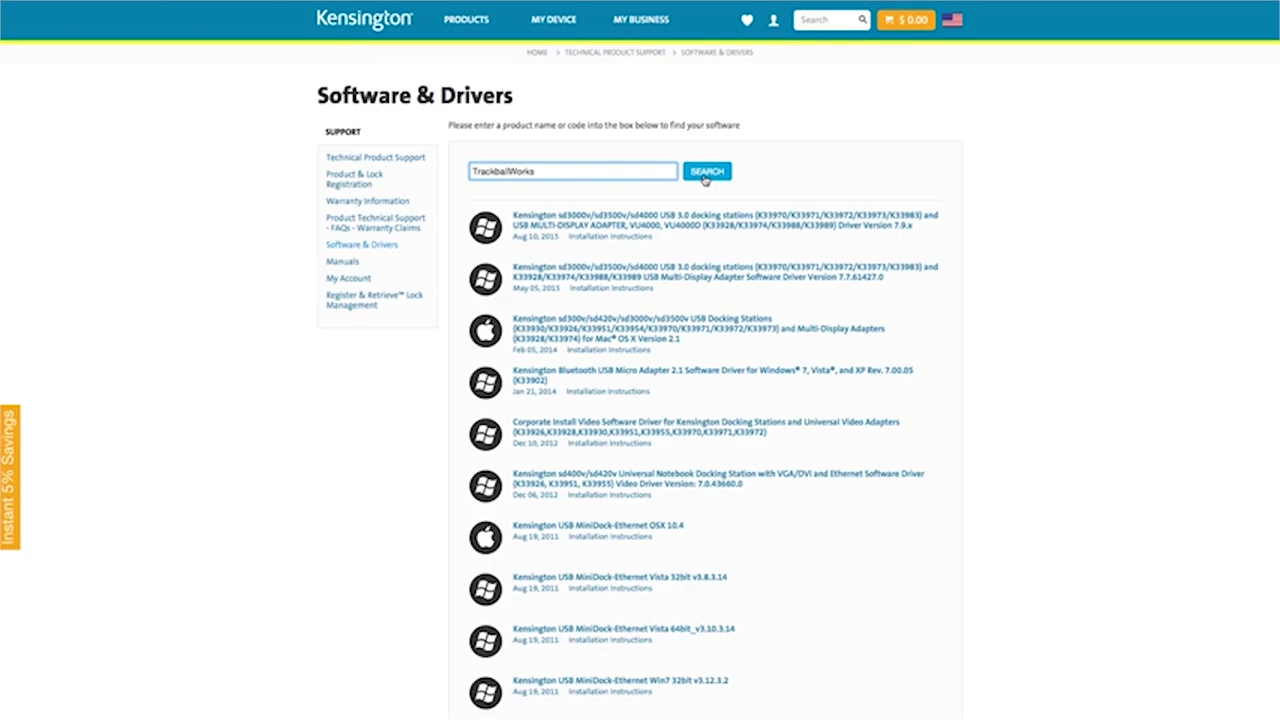 Kensington
PRODUCTS
MY DEVICE
MY BUSINESS
Search
$ 0.00
HOME > TECHNICAL PRODUCT SUPPORT > SOFTWARE & DRIVERS
Software & Drivers
SUPPORT
Technical Product Support
Product & Lock
Registration
Warranty Information
Product Technical Support
- FAQs - Warranty Claims
Software & Drivers
Manuals
My Account
Register & Retrieve™ Lock
Management
Please enter a product name or code into the box below to find your software
TrackballWorks
SEARCH
Kensington sd3000v/sd3500v/sd4000 USB 3.0 docking stations (K33970/K33971/K33972/K33973/K33983) and
USB MULTI-DISPLAY ADAPTER, VU4000, VU4000D (K33928/K33974/K33988/K33989) Driver Version 7.9.x
Aug 10, 2015 Installation Instructions
Kensington sd3000v/sd3500v/sd4000 USB 3.0 docking stations (K33970/K33971/K33972/K33973/K33983) and
K33928/K33974/K33988/K33989 USB Multi-Display Adapter Software Driver Version 7.7.61427.0
May 05, 2015 Installation Instructions
Kensington sd300v/sd420v/sd3000v/sd3500v USB Docking Stations
(K33930/K33926/K33951/K33954/K33970/K33971/K33972/K33973) and Multi-Display Adapters
(K33928/K33974) for Mac® OS X Version 2.1
Feb 05, 2014 Installation Instructions
Kensington Bluetooth USB Micro Adapter 2.1 Software Driver for Windows® 7, Vista®, and XP Rev. 7.00.05
(K33902)
Jan 21, 2014 Installation Instructions
Corporate Install Video Software Driver for Kensington Docking Stations and Universal Video Adapters
(K33926,K33928,K33930,K33951,K33955,K33970,K33971,K33972)
Dec 10, 2012 Installation Instructions
Kensington sd400v/sd420v Universal Notebook Docking Station with VGA/DVI and Ethernet Software Driver
(K33926, K33951, K33955) Video Driver Version: 7.0.43660.0
Dec 06, 2012 Installation Instructions
Kensington USB MiniDock-Ethernet OSX 10.4
Aug 19, 2011 Installation Instructions
Kensington USB MiniDock-Ethernet Vista 32bit v3.8.3.14
Aug 19, 2011 Installation Instructions
Kensington USB MiniDock-Ethernet Vista 64bit_v3.10.3.14
Aug 19, 2011 Installation Instructions
Kensington USB MiniDock-Ethernet Win7 32bit v3.12.3.2
Aug 19, 2011 Installation Instructions
Instant 5% Savings